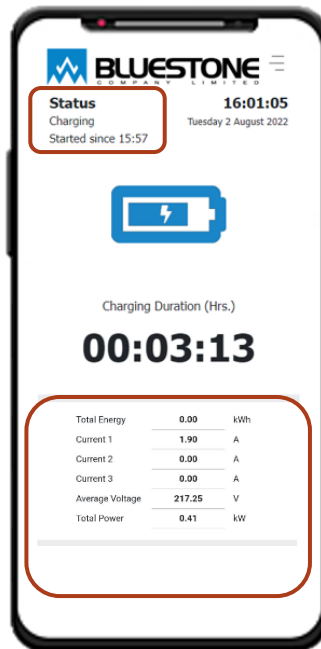 BLUESTONE
COMPANY LIMITED
Status 16:01:05
Charging Tuesday 2 August 2022
Started since 15:57
Charging Duration (Hrs.)
00:03:13
Total Energy 0.00 kWh
Current 1 1.90 A
Current 2 0.00 A
Current 3 0.00 A
Average Voltage 217.25 V
Total Power 0.41 kW